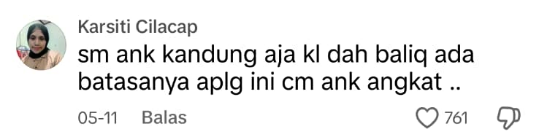 Karsiti Cilacap
sm ank kandung aja kl dah baliq ada
batasanya aplg ini cm ank angkat ..
05-11 Balas 761